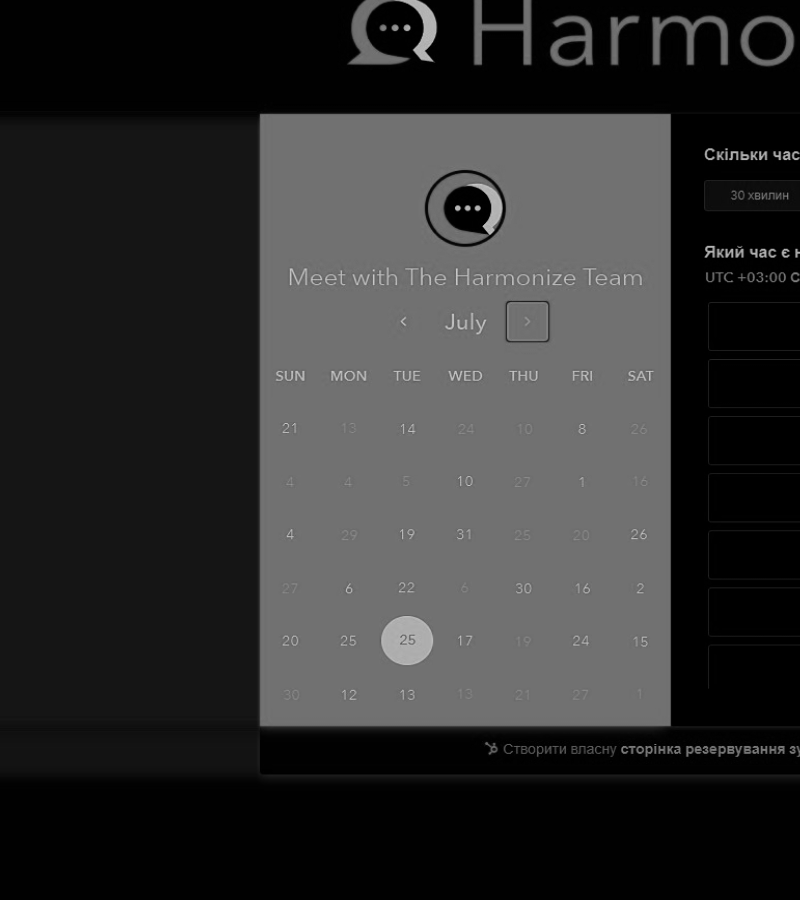 Harmo
Meet with The Harmonize Team
July
SUN MON TUE WED THU FRI SAT
21 13 14 24 10 8 26
4 4 5 10 27 1 16
4 29 19 31 25 20 26
27 6 22 6 30 16 2
20 25 25 17 19 24 15
30 12 13 13 21 27 1
Скільки час
30 хвилин
Який час є н
UTC +03:00 С
Створити власну сторінка резервування зу